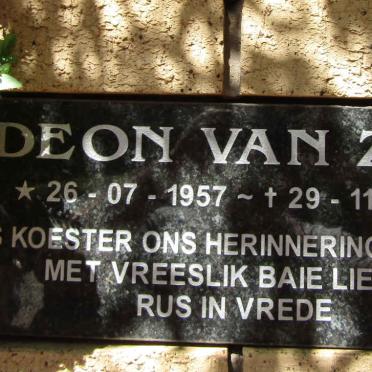 DEON VAN Z
★ 26 - 07 - 1957 ~ † 29 - 11
S KOESTER ONS HERINNERING
MET VREESLIK BAIE LIE
RUS IN VREDE